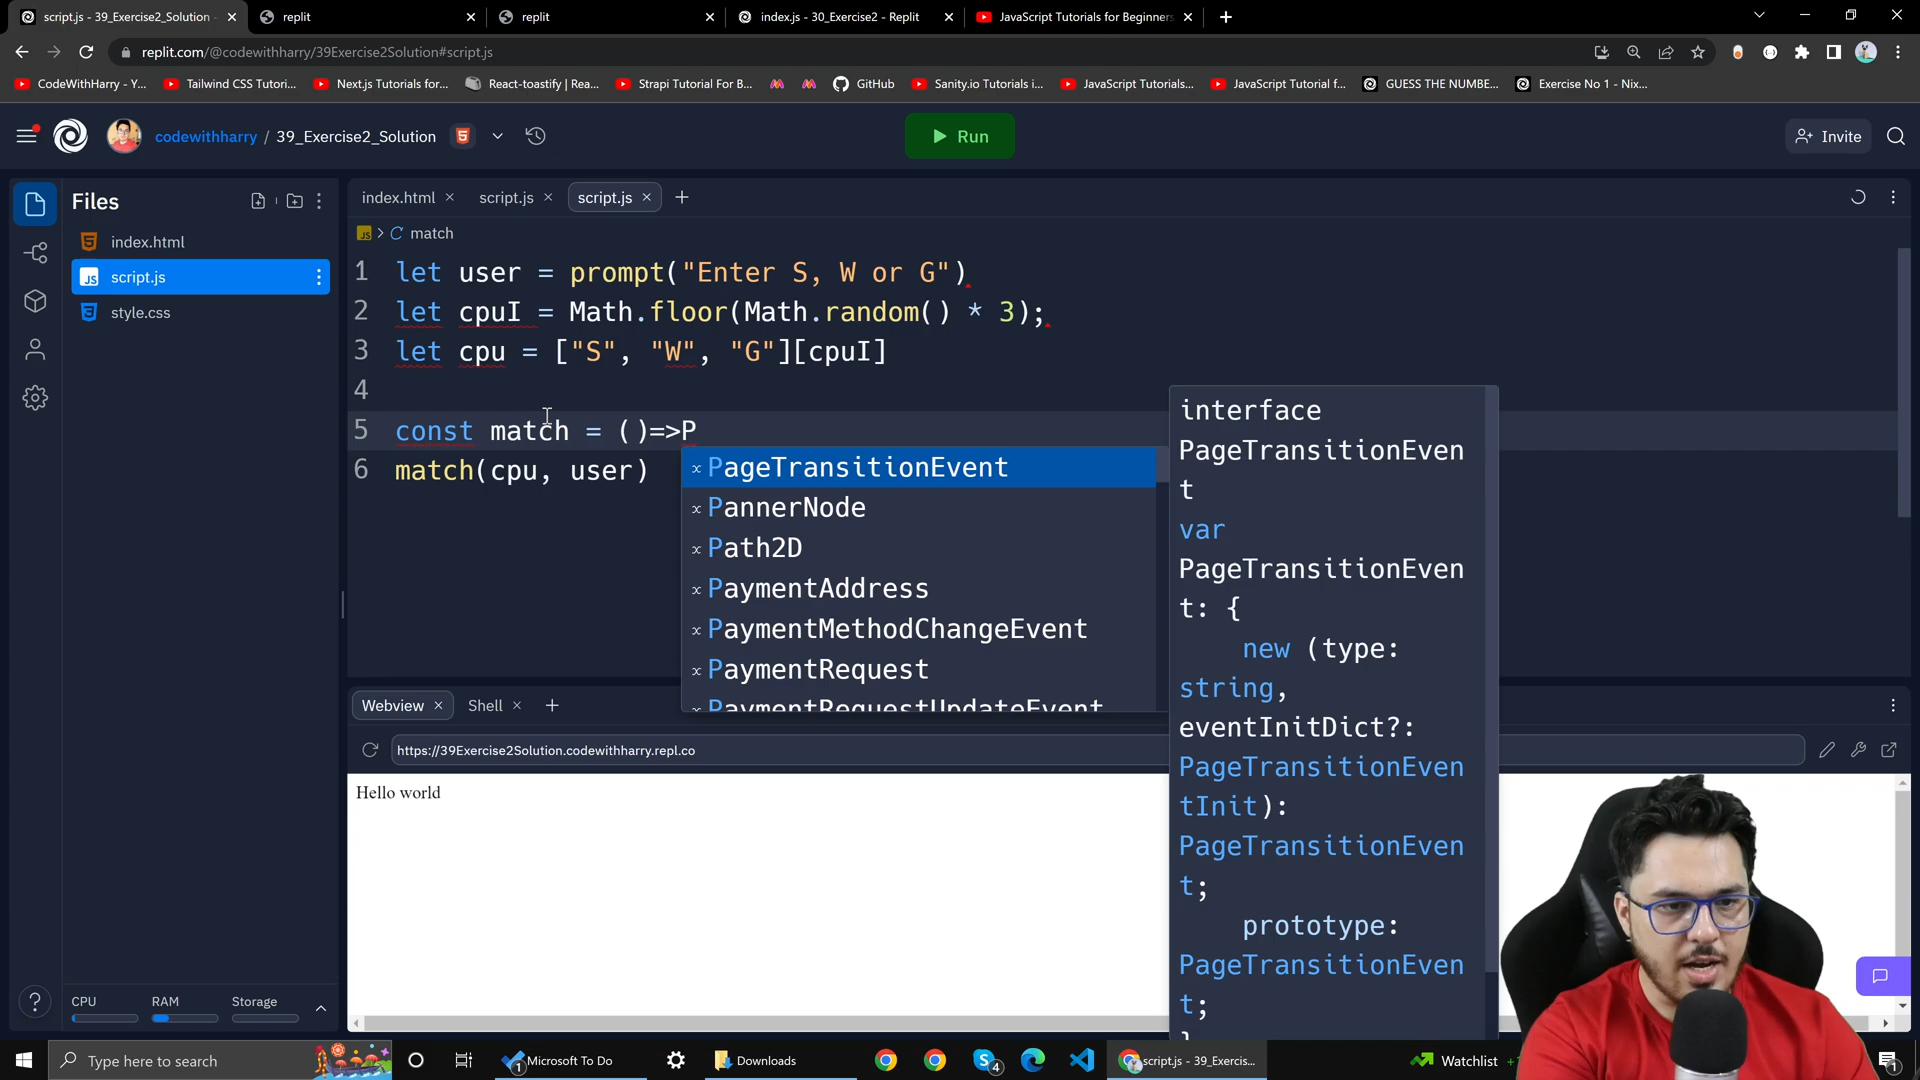 script.js - 39_Exercise2_Solution -
replit
replit
index.js - 30_Exercise2 - Replit
JavaScript Tutorials for Beginners
replit.com/@codewithharry/39Exercise2Solution#script.js
CodeWithHarry - Y...
Tailwind CSS Tutori...
Next.js Tutorials for...
React-toastify | Rea...
Strapi Tutorial For B...
GitHub
Sanity.io Tutorials i...
JavaScript Tutorials...
JavaScript Tutorial f...
GUESS THE NUMBE...
Exercise No 1 - Nix...
codewithharry / 39_Exercise2_Solution
Run
Invite
Files
index.html
script.js
style.css
index.html
script.js
script.js
JS > match
1 let user = prompt("Enter S, W or G")
2 let cpuI = Math.floor(Math.random() * 3);
3 let cpu = ["S", "W", "G"][cpuI]
4
5 const match = ()=>P
6 match(cpu, user)
PageTransitionEvent
PannerNode
Path2D
PaymentAddress
PaymentMethodChangeEvent
PaymentRequest
PaymentRequestUpdateEvent
interface
PageTransitionEven
t
var
PageTransitionEven
t: {
new (type:
string,
eventInitDict?:
PageTransitionEven
tInit):
PageTransitionEven
t;
prototype:
PageTransitionEven
t;
}
Webview
Shell
https://39Exercise2Solution.codewithharry.repl.co
Hello world
CPU
RAM
Storage
Type here to search
1
Microsoft To Do
Downloads
4
script.js - 39_Exercis...
Watchlist
1